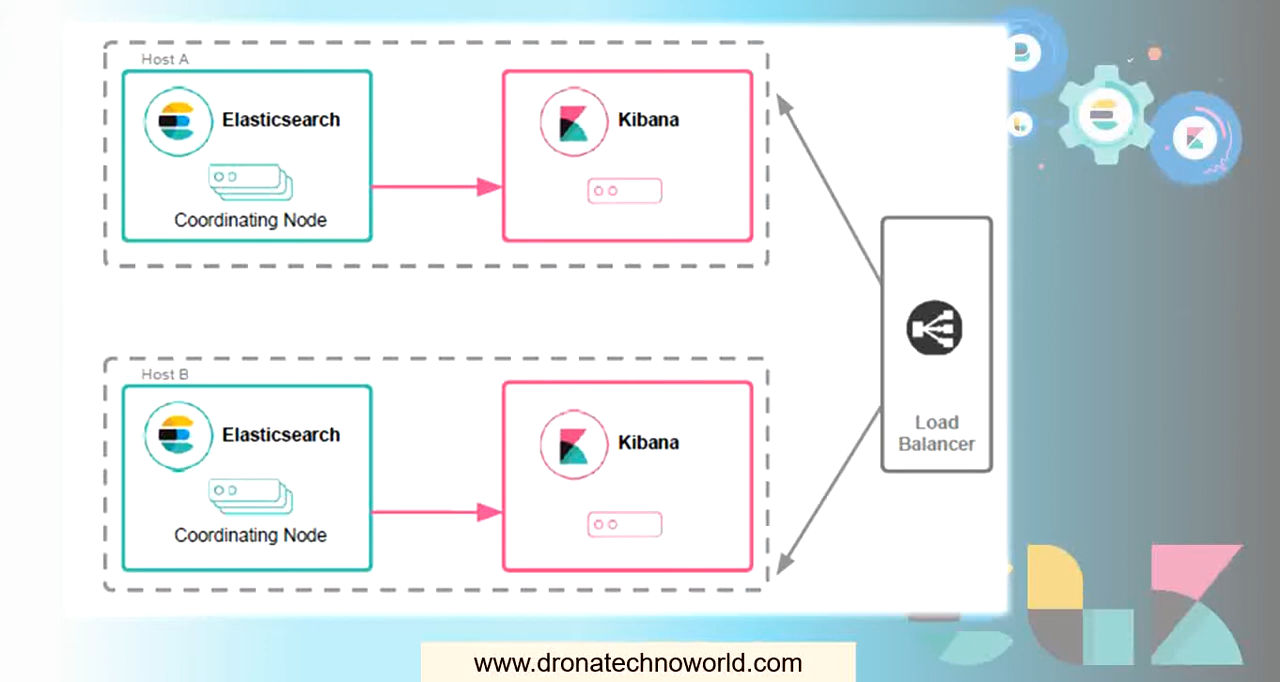 Host A
Elasticsearch
Kibana
Coordinating Node
Host B
Elasticsearch
Kibana
Coordinating Node
Load
Balancer
www.dronatechnoworld.com